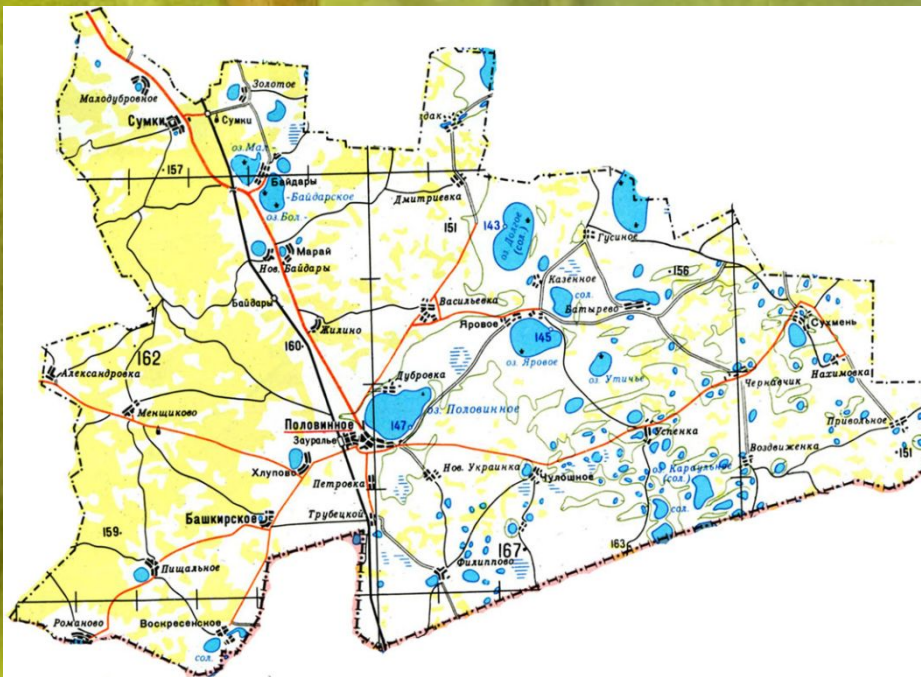 Золотое
Малодубровное
Сумки
Сумки
оз. Мал.-
157
Байдары
-Байдарское
оз. Бол-
дак
Дмитриевка
151
143
оз. Долгое
(сол.)
Гусиное
Марай
Нов. Байдары
156
Казённое
сол.
Байдары
Васильевка
Батырево
Яровое
Сухмень
Жилино
160
145
162
оз. Яровое
Александровка
Дубровка
оз. Утичье
Нахимовка
Чернавчик
Менщиково
оз. Половинное
Половинное
147
Привольное
Зауралье
Успенка
151
Воздвиженка
Хлупово
Нов. Украинка
оз. Караульное
(сол.)
Петровка
Чулошное
сол.
Башкирское
Трубецкой
159
167
163
Пищальное
Филиппово
Романово
Воскресенское
сол.